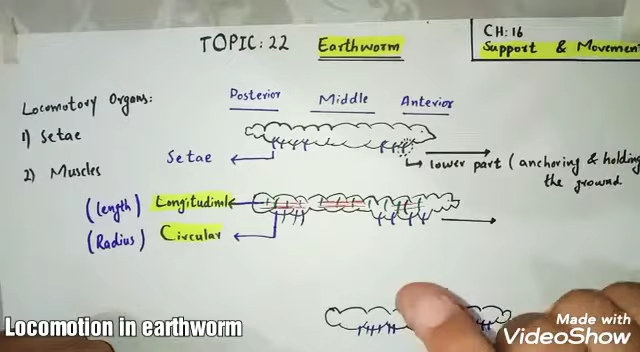 TOPIC: 22 Earthworm
CH: 16
Support & Movement
Locomotory Organs:
1) Setae
2) Muscles
Posterior Middle Anterior
Setae
lower part (anchoring & holding
the ground.
(length) Longitudinal
(Radius) Circular
Locomotion in earthworm
Made with
VideoShow